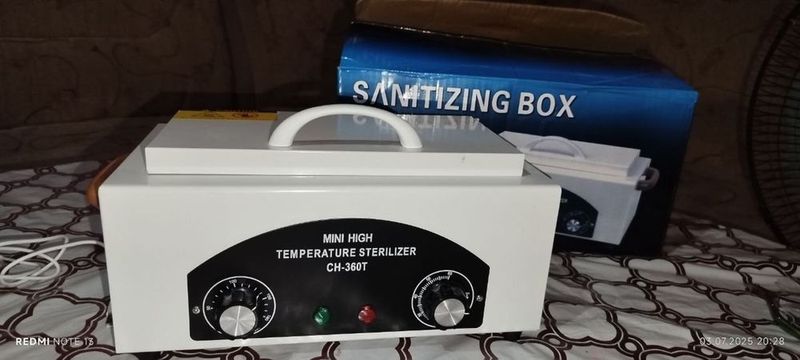 SANITIZING BOX
MINI HIGH
TEMPERATURE STERILIZER
CH-360T
REDMI NOTE 13
03.07.2025 20:28